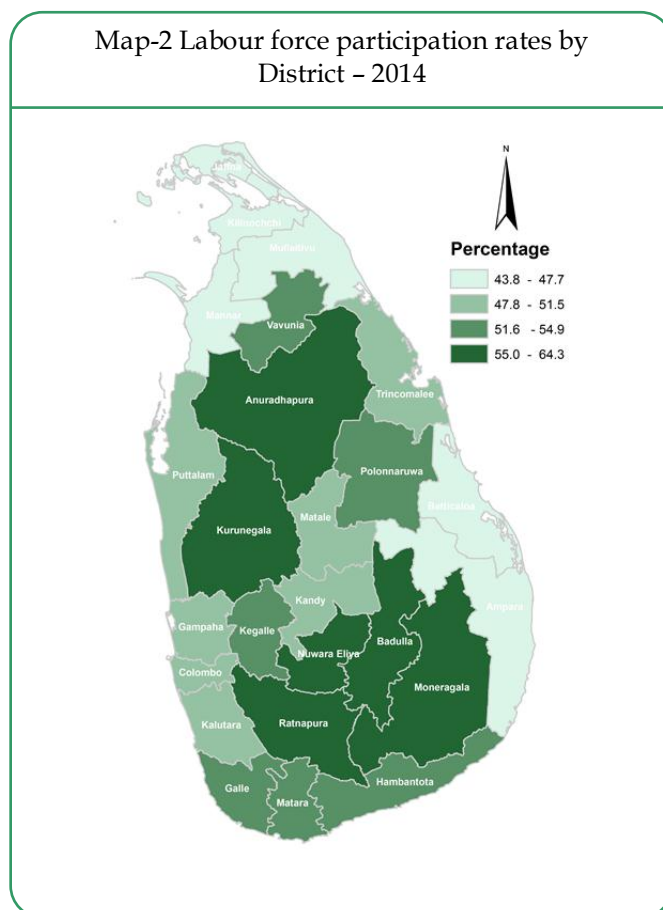 Map-2 Labour force participation rates by
District – 2014
N
Percentage
43.8 - 47.7
47.8 - 51.5
51.6 - 54.9
55.0 - 64.3
Jaffna
Kilinochchi
Mullativu
Mannar
Vavunia
Anuradhapura
Trincomalee
Polonnaruwa
Puttalam
Batticaloa
Matale
Kurunegala
Kandy
Ampara
Gampaha
Kegalle
Badulla
Nuwara Eliya
Colombo
Moneragala
Kalutara
Ratnapura
Hambantota
Galle
Matara